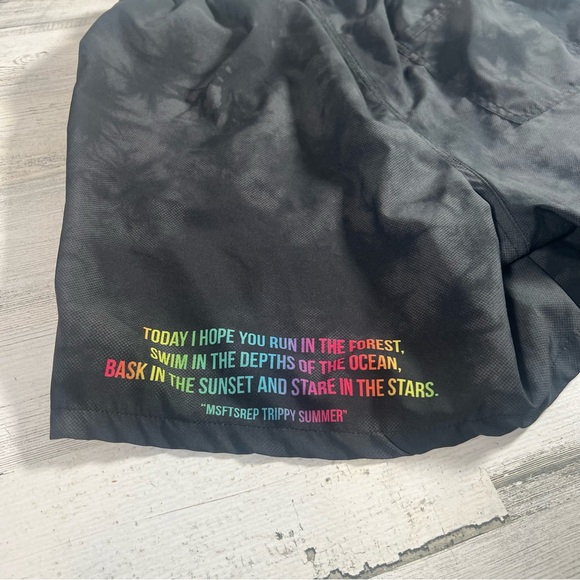 TODAY I HOPE YOU RUN IN THE FOREST,
SWIM IN THE DEPTHS OF THE OCEAN,
BASK IN THE SUNSET AND STARE IN THE STARS.
"MSFTSREP TRIPPY SUMMER"